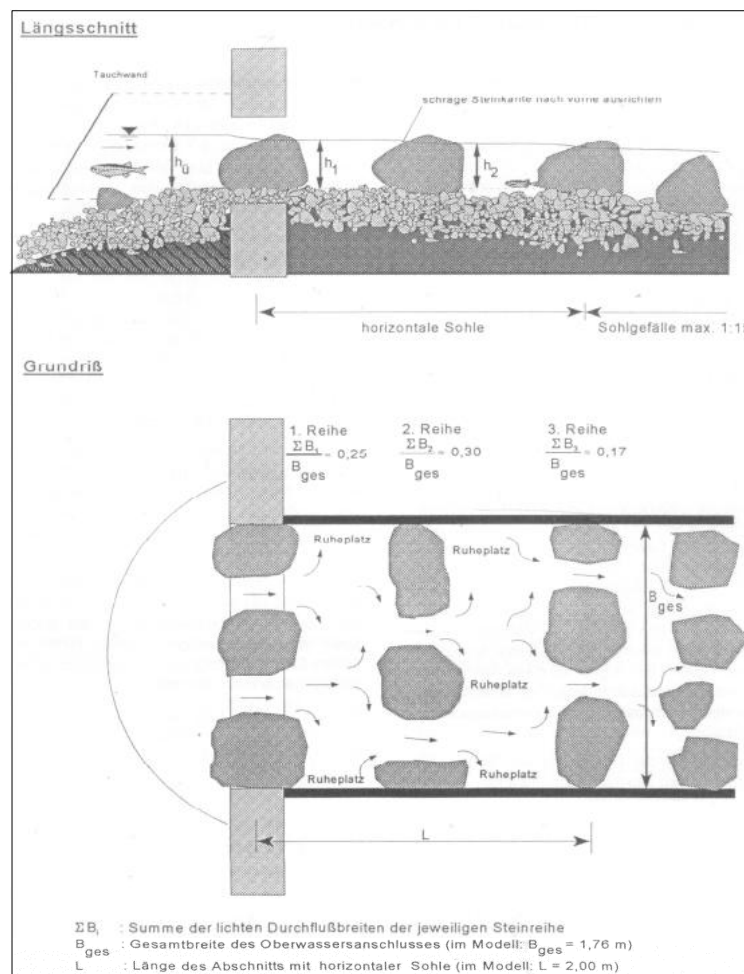 Längsschnitt
Tauchwand
schräge Steinkante nach vorne ausrichten
hü
h1
h2
horizontale Sohle
Sohlgefälle max.
Grundriß
1. Reihe
2. Reihe
3. Reihe
ΣB1 / Bges = 0,25
ΣB2 / Bges = 0,30
ΣB3 / Bges = 0,17
Ruheplatz
Ruheplatz
Bges
Ruheplatz
Ruheplatz
Ruheplatz
L
ΣBi : Summe der lichten Durchflußbreiten der jeweiligen Steinreihe
Bges : Gesamtbreite des Oberwasseranschlusses (im Modell: Bges = 1,76 m)
L : Länge des Abschnitts mit horizontaler Sohle (im Modell: L = 2,00 m)